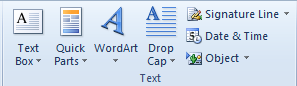 Text Box
Quick Parts
WordArt
Drop Cap
Signature Line
Date & Time
Object
Text